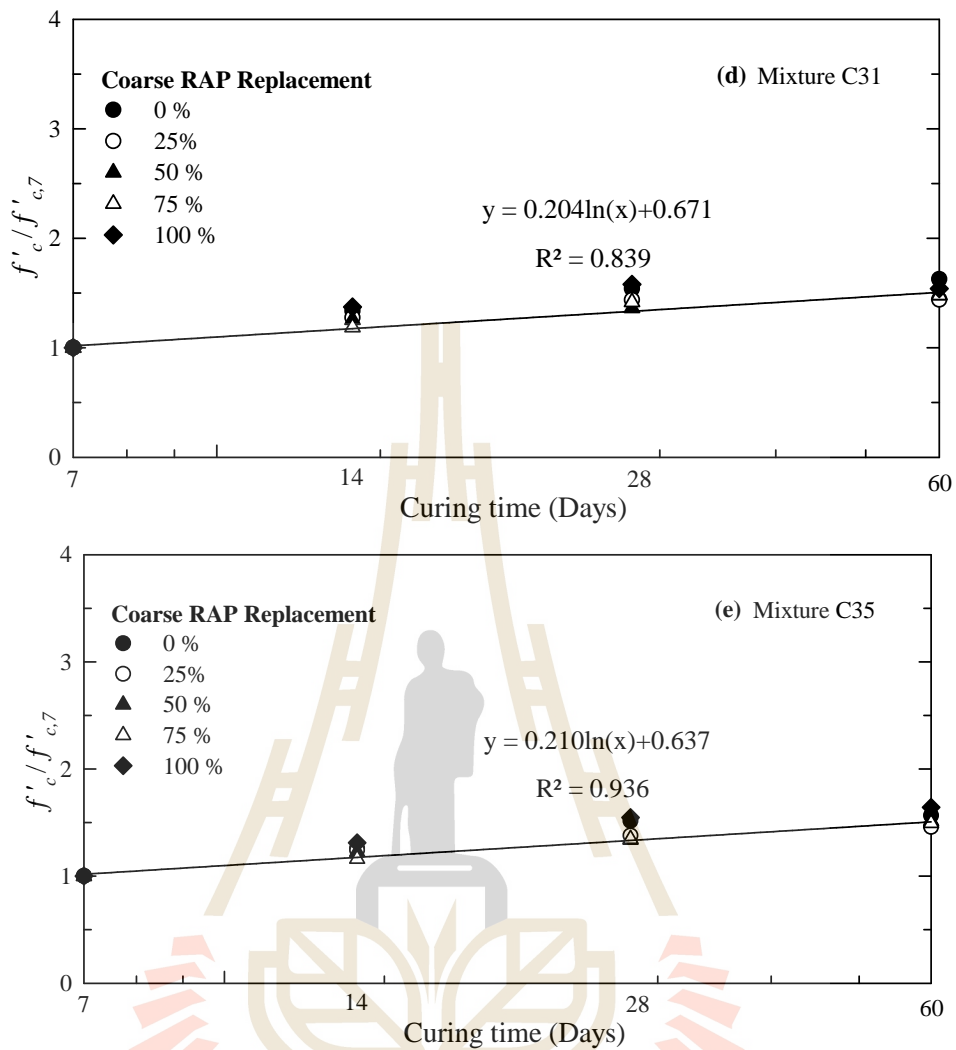 4
(d) Mixture C31
Coarse RAP Replacement
0 %
25%
50 %
75 %
100 %
3
y = 0.204ln(x)+0.671
R² = 0.839
2
1
0
f'c/f'c,7
7 14 28 60
Curing time (Days)
4
(e) Mixture C35
Coarse RAP Replacement
0 %
25%
50 %
75 %
100 %
3
y = 0.210ln(x)+0.637
R² = 0.936
2
1
0
f'c/f'c,7
7 14 28 60
Curing time (Days)